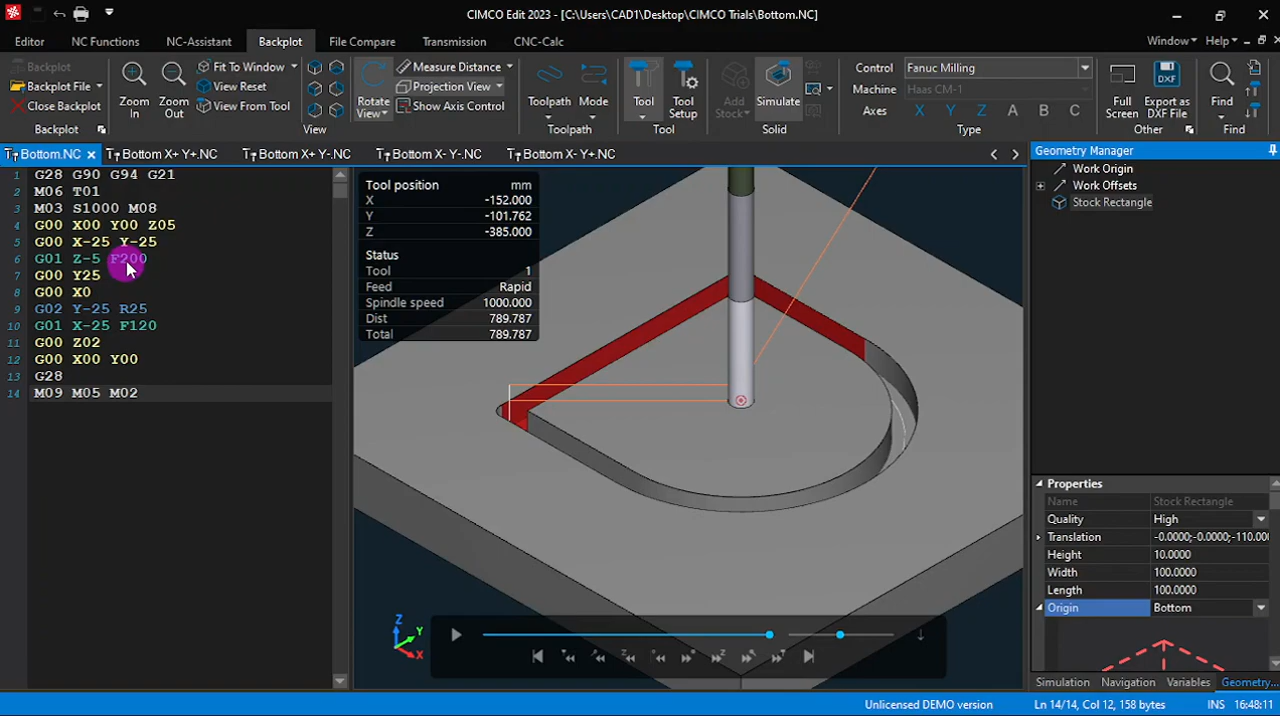 CIMCO Edit 2023 - [C:\Users\CAD1\Desktop\CIMCO Trials\Bottom.NC]
Editor NC Functions NC-Assistant Backplot File Compare Transmission CNC-Calc Window Help
Backplot
Backplot File
Close Backplot
Backplot
Zoom In
Zoom Out
Fit To Window
View Reset
View From Tool
View
Rotate View
Measure Distance
Projection View
Show Axis Control
Toolpath
Mode
Toolpath
Tool
Tool Setup
Tool
Add Stock
Simulate
Solid
Control Fanuc Milling
Machine Haas CM-1
Axes X Y Z A B C
Type
Full Screen
Export as DXF File
Other
Find
Find
Bottom.NC Bottom X+ Y+.NC Bottom X+ Y-.NC Bottom X- Y-.NC Bottom X- Y+.NC
1 G28 G90 G94 G21
2 M06 T01
3 M03 S1000 M08
4 G00 X00 Y00 Z05
5 G00 X-25 Y-25
6 G01 Z-5 F200
7 G00 Y25
8 G00 X0
9 G02 Y-25 R25
10 G01 X-25 F120
11 G00 Z02
12 G00 X00 Y00
13 G28
14 M09 M05 M02
Tool position mm
X -152.000
Y -101.762
Z -385.000
Status
Tool 1
Feed Rapid
Spindle speed 1000.000
Dist 789.787
Total 789.787
Z
Y
X
Geometry Manager
Work Origin
Work Offsets
Stock Rectangle
Properties
Name Stock Rectangle
Quality High
Translation -0.0000;-0.0000;-110.00
Height 10.0000
Width 100.0000
Length 100.0000
Origin Bottom
Simulation Navigation Variables Geometry...
Unlicensed DEMO version Ln 14/14, Col 12, 158 bytes INS 16:48:11